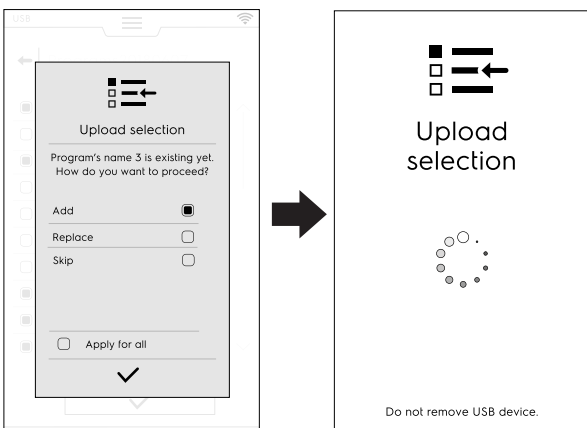 USB
Upload selection
Program's name 3 is existing yet.
How do you want to proceed?
Add
Replace
Skip
Apply for all
Upload
selection
Do not remove USB device.